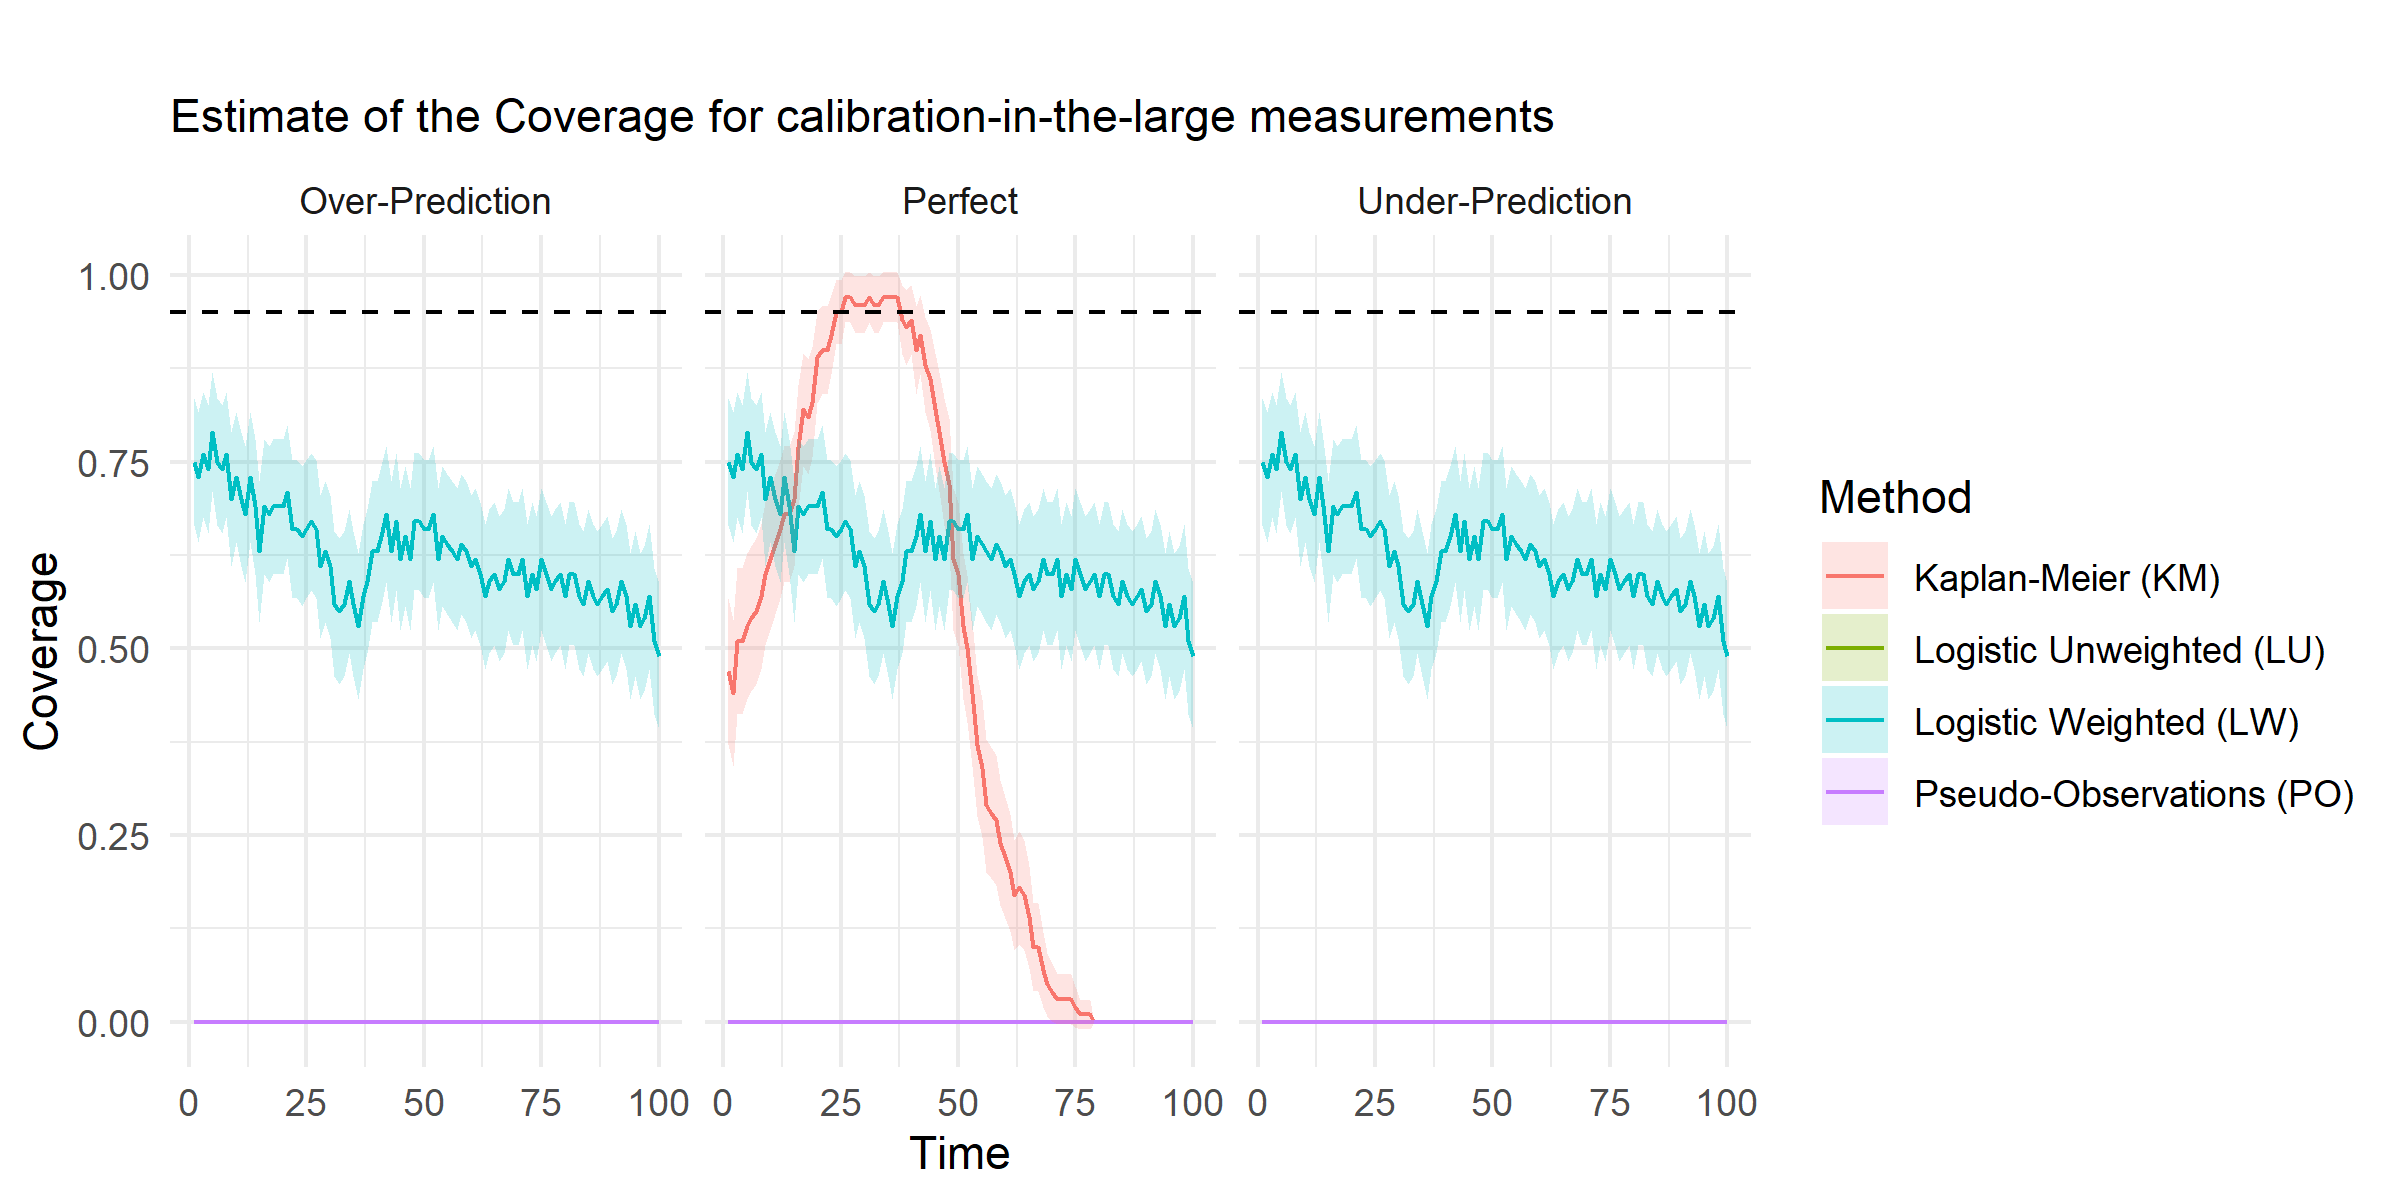 Estimate of the Coverage for calibration-in-the-large measurements
Over-Prediction
Perfect
Under-Prediction
1.00
0.75
0.50
0.25
0.00
Coverage
0 25 50 75 100
0 25 50 75 100
0 25 50 75 100
Time
Method
Kaplan-Meier (KM)
Logistic Unweighted (LU)
Logistic Weighted (LW)
Pseudo-Observations (PO)